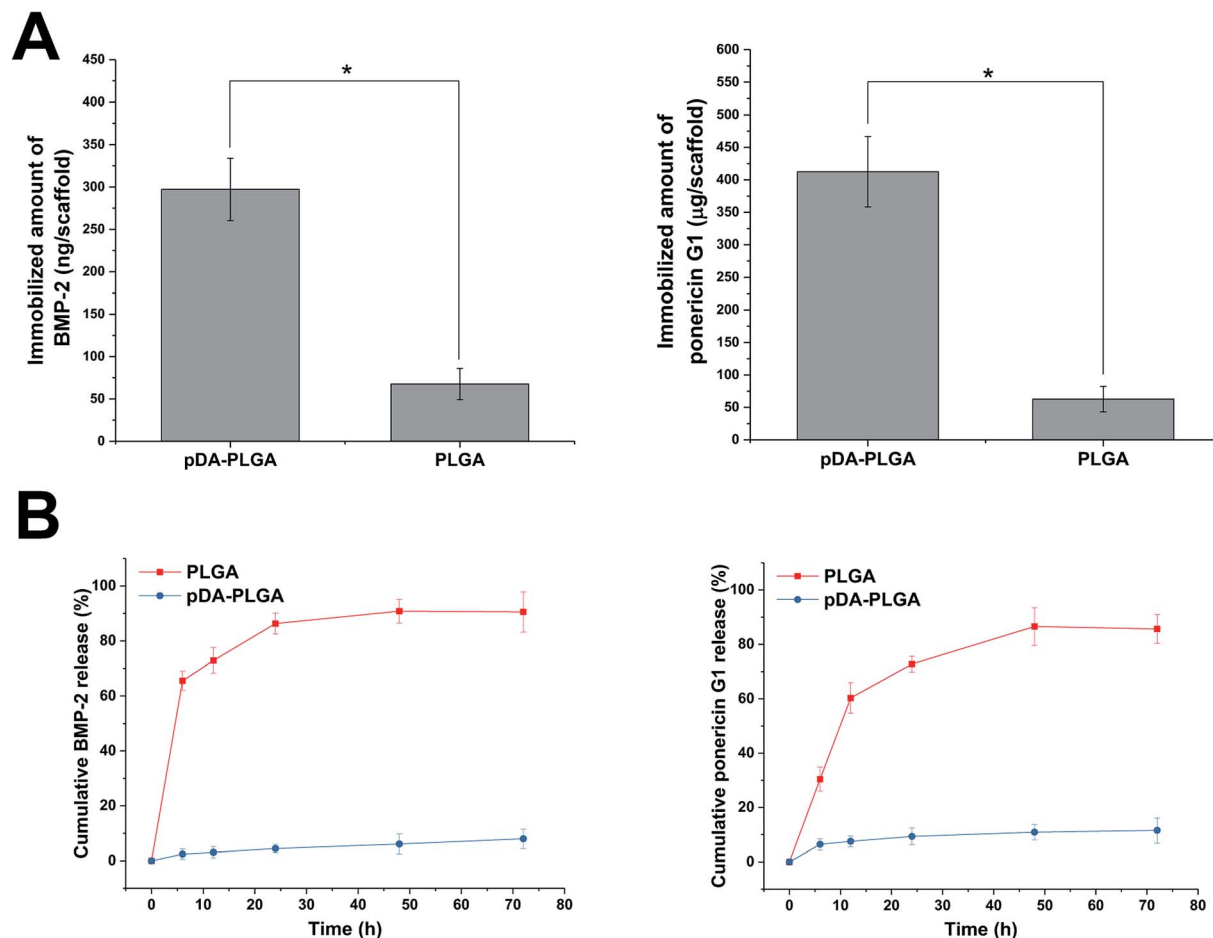 A
Immobilized amount of
BMP-2 (ng/scaffold)
450
400
350
300
250
200
150
100
50
0
*
pDA-PLGA
PLGA
Immobilized amount of
ponericin G1 (µg/scaffold)
600
550
500
450
400
350
300
250
200
150
100
50
0
*
pDA-PLGA
PLGA
B
Cumulative BMP-2 release (%)
100
80
60
40
20
0
PLGA
pDA-PLGA
0 10 20 30 40 50 60 70 80
Time (h)
Cumulative ponericin G1 release (%)
100
80
60
40
20
0
PLGA
pDA-PLGA
0 10 20 30 40 50 60 70 80
Time (h)